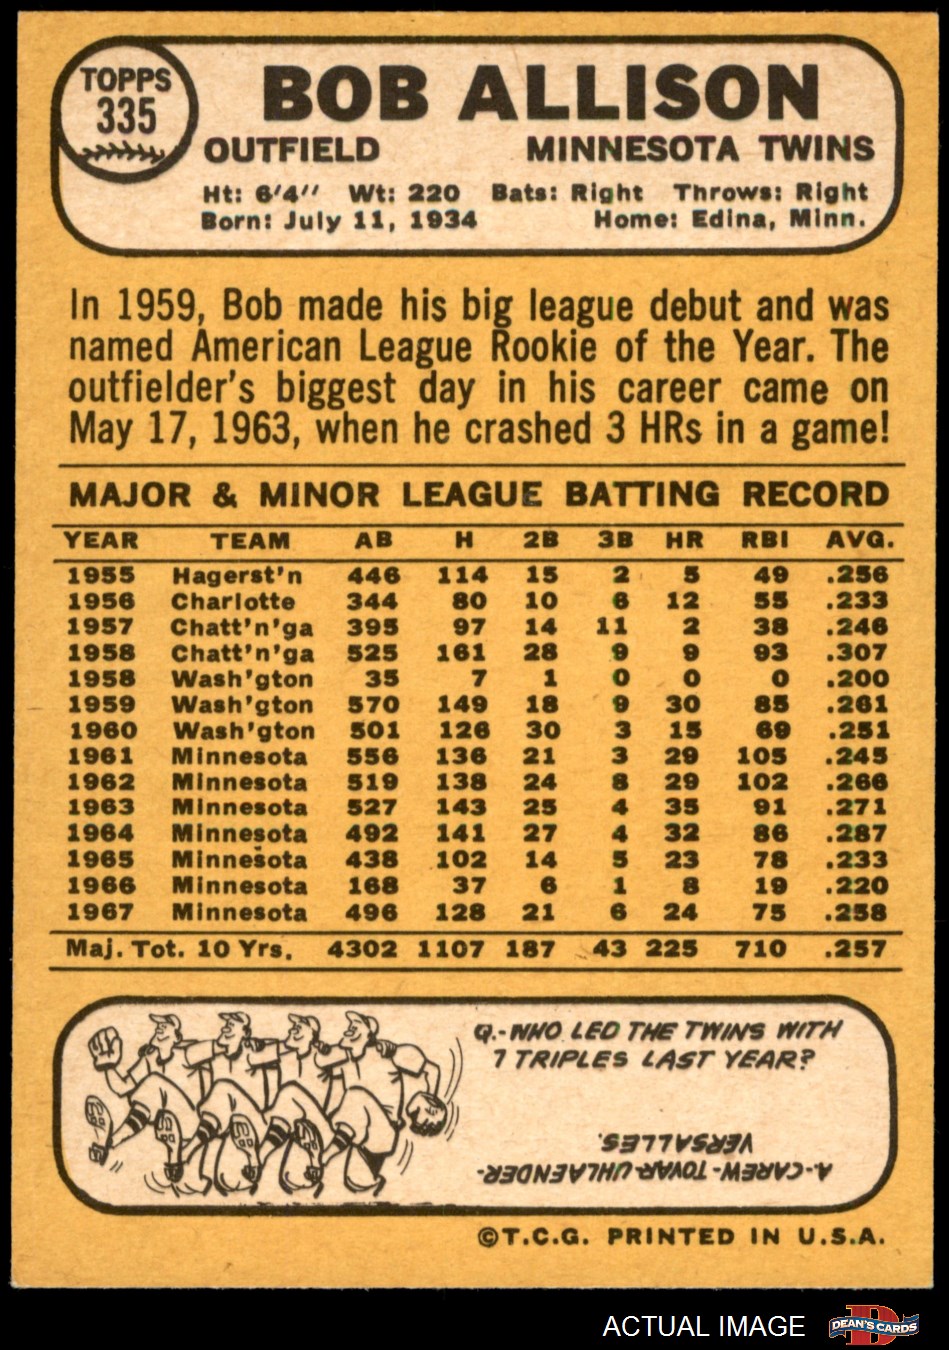 TOPPS
335
BOB ALLISON
OUTFIELD MINNESOTA TWINS
Ht: 6'4" Wt: 220 Bats: Right Throws: Right
Born: July 11, 1934 Home: Edina, Minn.
In 1959, Bob made his big league debut and was
named American League Rookie of the Year. The
outfielder's biggest day in his career came on
May 17, 1963, when he crashed 3 HRs in a game!
MAJOR & MINOR LEAGUE BATTING RECORD
YEAR TEAM AB H 2B 3B HR RBI AVG.
1955 Hagerst'n 446 114 15 2 5 49 .256
1956 Charlotte 344 80 10 6 12 55 .233
1957 Chatt'n'ga 395 97 14 11 2 38 .246
1958 Chatt'n'ga 525 161 28 9 9 93 .307
1958 Wash'gton 35 7 1 0 0 0 .200
1959 Wash'gton 570 149 18 9 30 85 .261
1960 Wash'gton 501 126 30 3 15 69 .251
1961 Minnesota 556 136 21 3 29 105 .245
1962 Minnesota 519 138 24 8 29 102 .266
1963 Minnesota 527 143 25 4 35 91 .271
1964 Minnesota 492 141 27 4 32 86 .287
1965 Minnesota 438 102 14 5 23 78 .233
1966 Minnesota 168 37 6 1 8 19 .220
1967 Minnesota 496 128 21 6 24 75 .258
Maj. Tot. 10 Yrs. 4302 1107 187 43 225 710 .257
Q.-WHO LED THE TWINS WITH
7 TRIPLES LAST YEAR?
A.-CAREW-TOVAR-UHLAENDER-
VERSALLES.
©T.C.G. PRINTED IN U.S.A.
ACTUAL IMAGE
D
DEAN'S CARDS